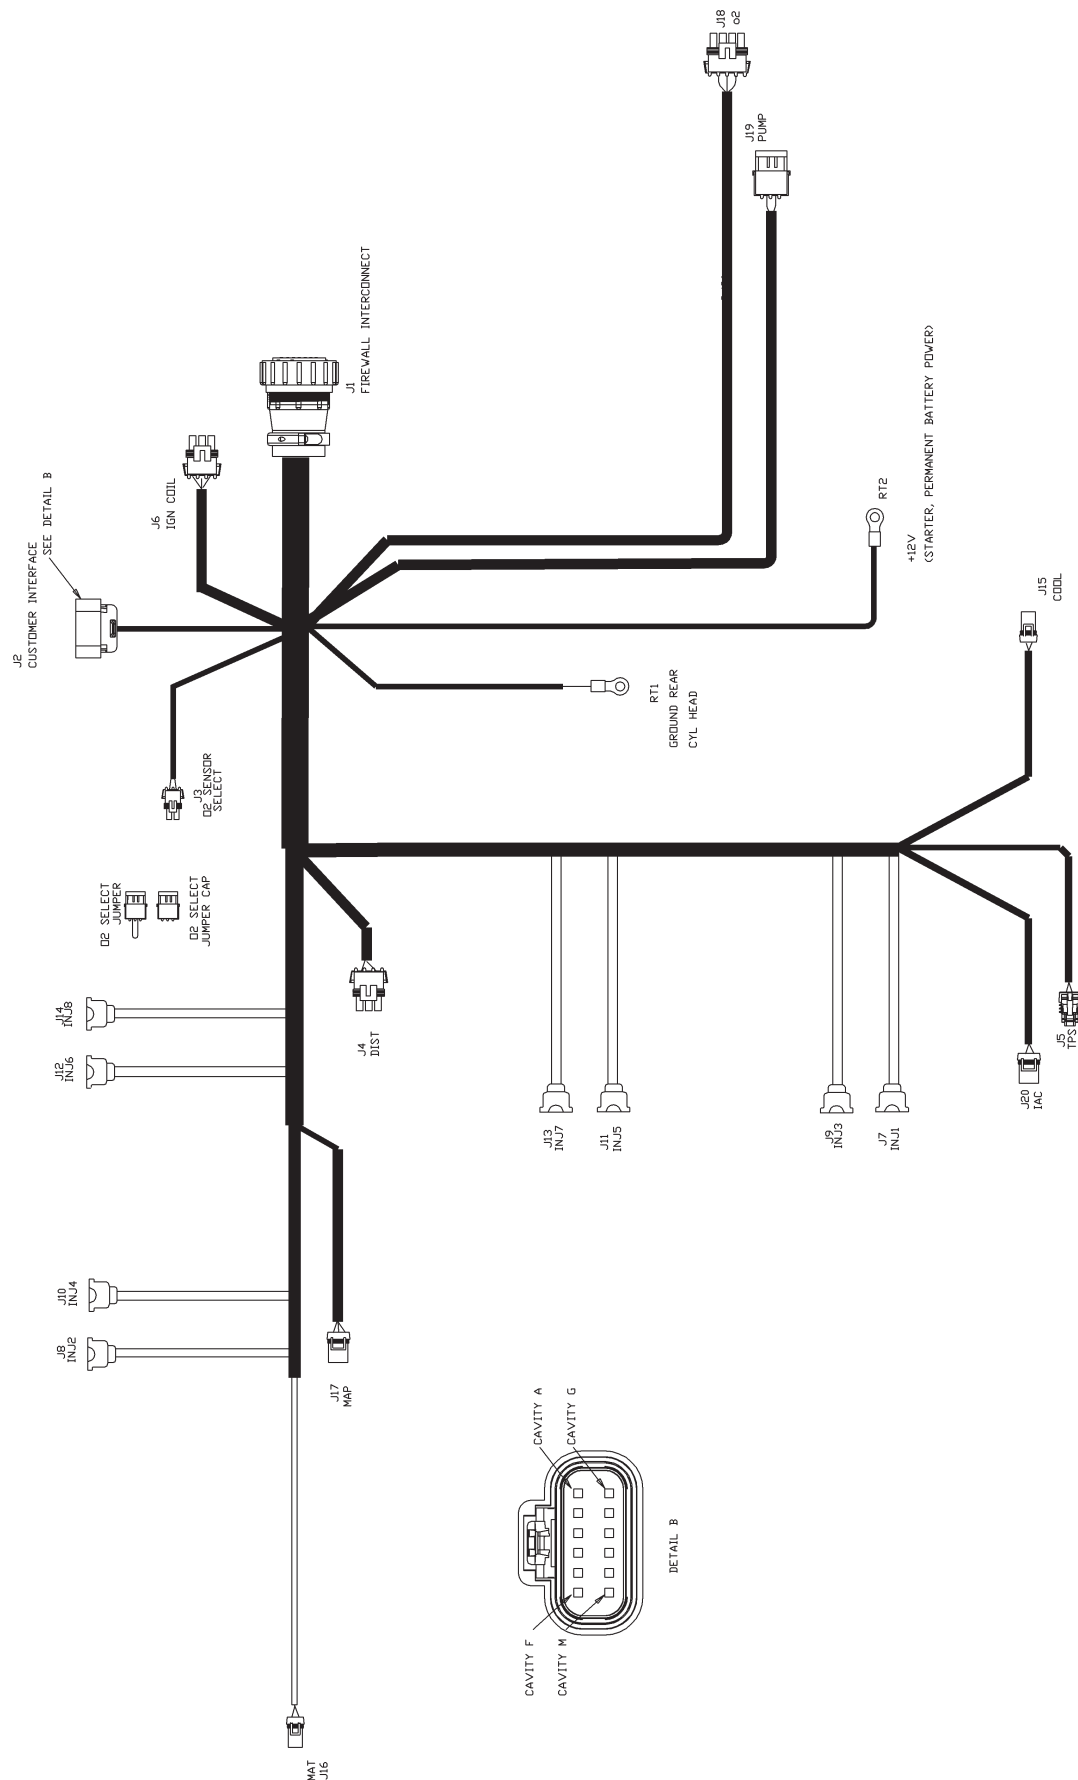 J18
o2
J19
PUMP
J1
FIREWALL INTERCONNECT
J6
IGN COIL
SEE DETAIL B
J2
CUSTOMER INTERFACE
RT2
+12V
(STARTER, PERMANENT BATTERY POWER)
J15
COOL
RT1
GROUND REAR
CYL HEAD
J3
O2 SENSOR
SELECT
O2 SELECT
JUMPER
O2 SELECT
JUMPER CAP
J14
INJ8
J12
INJ6
J4
DIST
J5
TPS
J20
IAC
J13
INJ7
J11
INJ5
J9
INJ3
J7
INJ1
J10
INJ4
J8
INJ2
J17
MAP
CAVITY A
CAVITY G
DETAIL B
CAVITY F
CAVITY M
MAT
J16